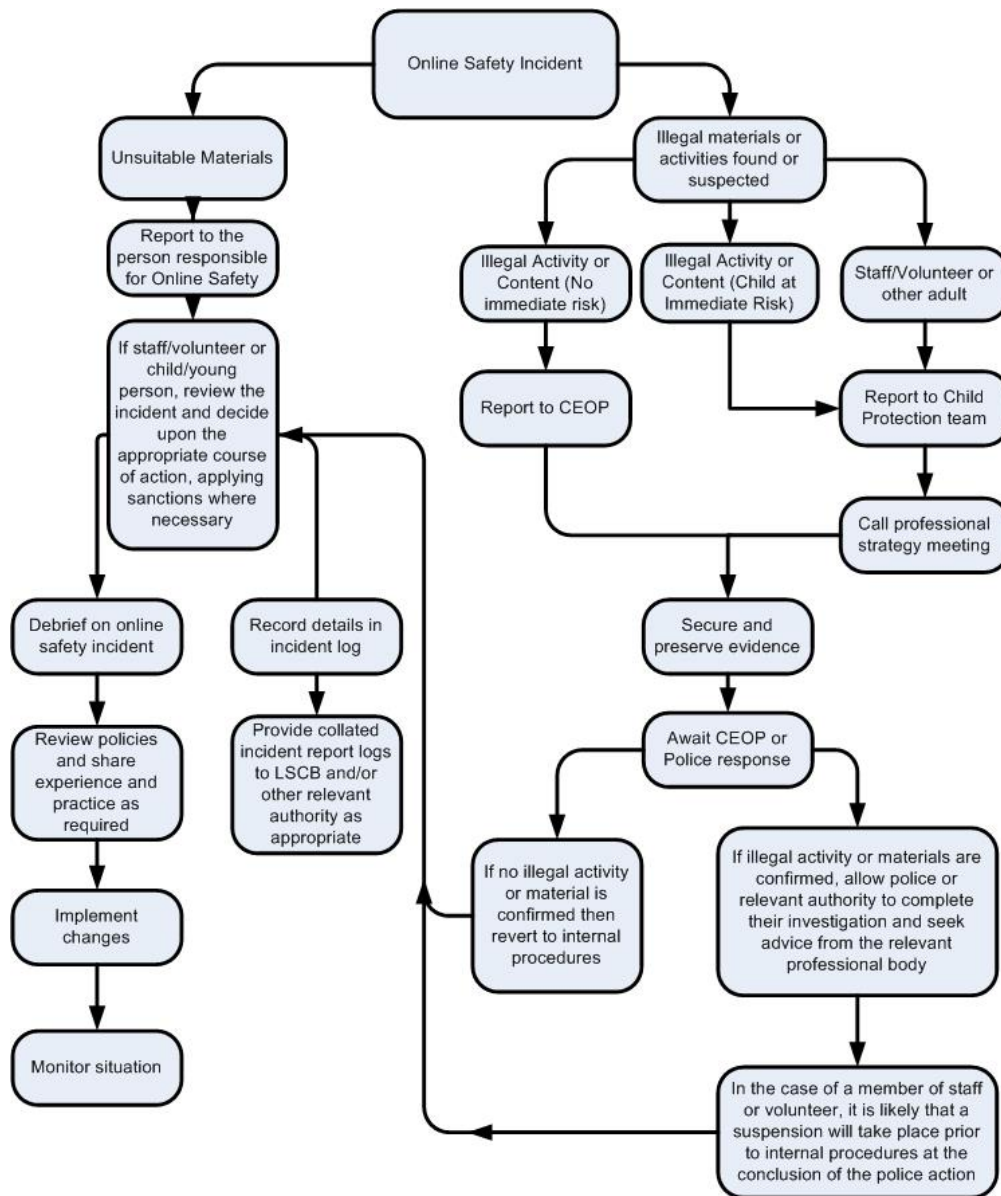 Online Safety Incident
Unsuitable Materials
Illegal materials or
activities found or
suspected
Report to the
person responsible
for Online Safety
Illegal Activity or
Content (No
immediate risk)
Illegal Activity or
Content (Child at
Immediate Risk)
Staff/Volunteer or
other adult
If staff/volunteer or
child/young
person, review the
incident and decide
upon the
appropriate course
of action, applying
sanctions where
necessary
Report to CEOP
Report to Child
Protection team
Call professional
strategy meeting
Debrief on online
safety incident
Record details in
incident log
Secure and
preserve evidence
Review policies
and share
experience and
practice as
required
Provide collated
incident report logs
to LSCB and/or
other relevant
authority as
appropriate
Await CEOP or
Police response
If no illegal activity
or material is
confirmed then
revert to internal
procedures
If illegal activity or materials are
confirmed, allow police or
relevant authority to complete
their investigation and seek
advice from the relevant
professional body
Implement
changes
Monitor situation
In the case of a member of staff
or volunteer, it is likely that a
suspension will take place prior
to internal procedures at the
conclusion of the police action